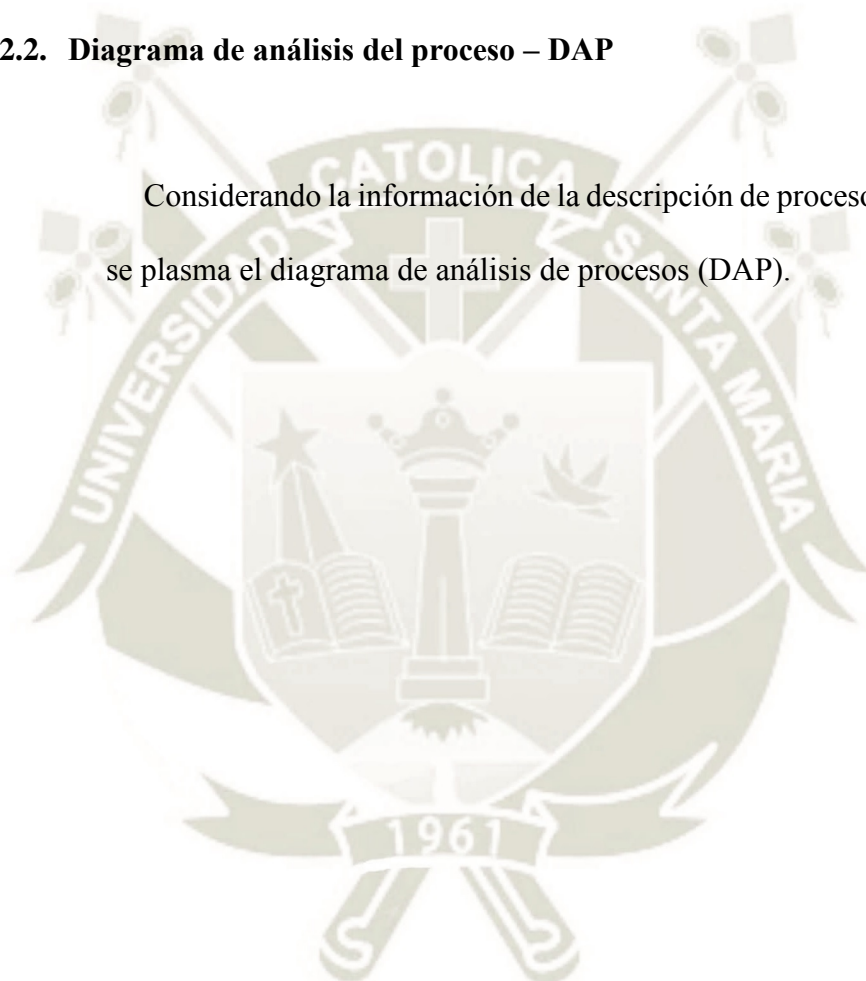 2.2. Diagrama de análisis del proceso – DAP
Considerando la información de la descripción de proceso
se plasma el diagrama de análisis de procesos (DAP).
UNIVERSIDAD CATOLICA SANTA MARIA
1961